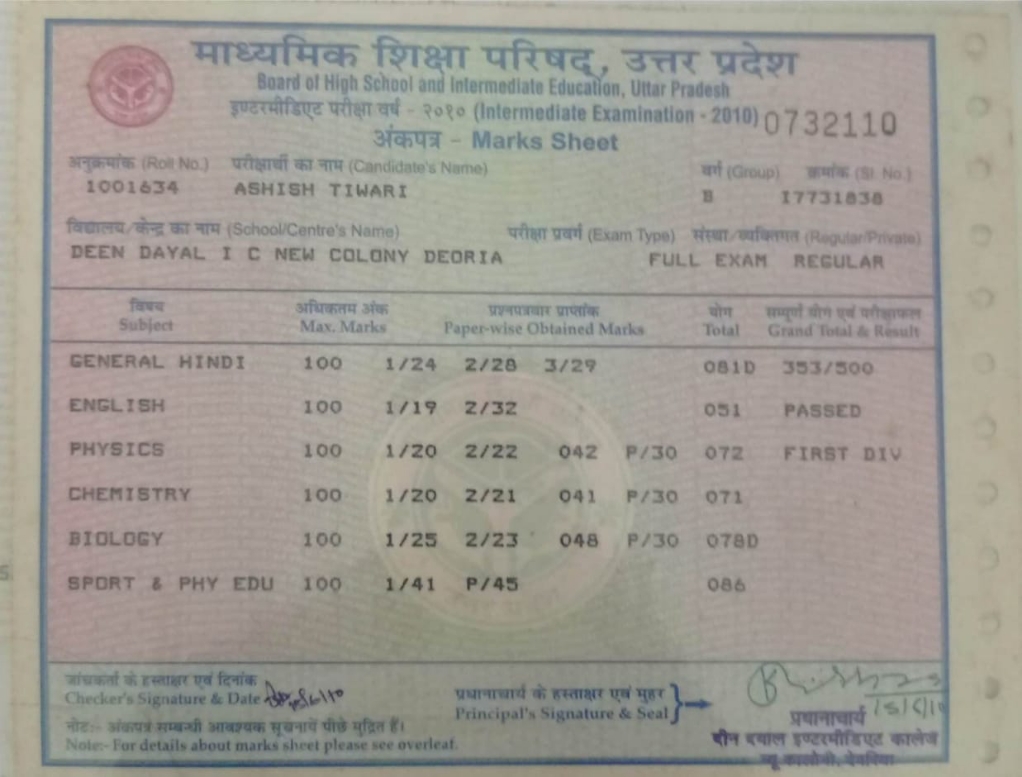 माध्यमिक शिक्षा परिषद्, उत्तर प्रदेश
Board of High School and Intermediate Education, Uttar Pradesh
इण्टरमीडिएट परीक्षा वर्ष - २०१० (Intermediate Examination - 2010) 0732110
अंकपत्र - Marks Sheet
अनुक्रमांक (Roll No.) परीक्षार्थी का नाम (Candidate's Name) वर्ग (Group) क्रमांक (Sl. No.)
1001634 ASHISH TIWARI B I7731838
विद्यालय/केन्द्र का नाम (School/Centre's Name) परीक्षा प्रवर्ग (Exam Type) संस्था/व्यक्तिगत (Regular/Private)
DEEN DAYAL I C NEW COLONY DEORIA FULL EXAM REGULAR
विषय अधिकतम अंक प्रश्नपत्रवार प्राप्तांक योग सम्पूर्ण योग एवं परीक्षाफल
Subject Max. Marks Paper-wise Obtained Marks Total Grand Total & Result
GENERAL HINDI 100 1/24 2/28 3/29 081D 353/500
ENGLISH 100 1/19 2/32 051 PASSED
PHYSICS 100 1/20 2/22 042 P/30 072 FIRST DIV
CHEMISTRY 100 1/20 2/21 041 P/30 071
BIOLOGY 100 1/25 2/23 048 P/30 078D
SPORT & PHY EDU 100 1/41 P/45 086
जांचकर्ता के हस्ताक्षर एवं दिनांक
Checker's Signature & Date
प्रधानाचार्य के हस्ताक्षर एवं मुहर
Principal's Signature & Seal
नोट:- अंकपत्र सम्बन्धी आवश्यक सूचनायें पीछे मुद्रित हैं।
Note:- For details about marks sheet please see overleaf.
प्रधानाचार्य
दीन दयाल इण्टरमीडिएट कालेज
न्यू कालोनी, देवरिया